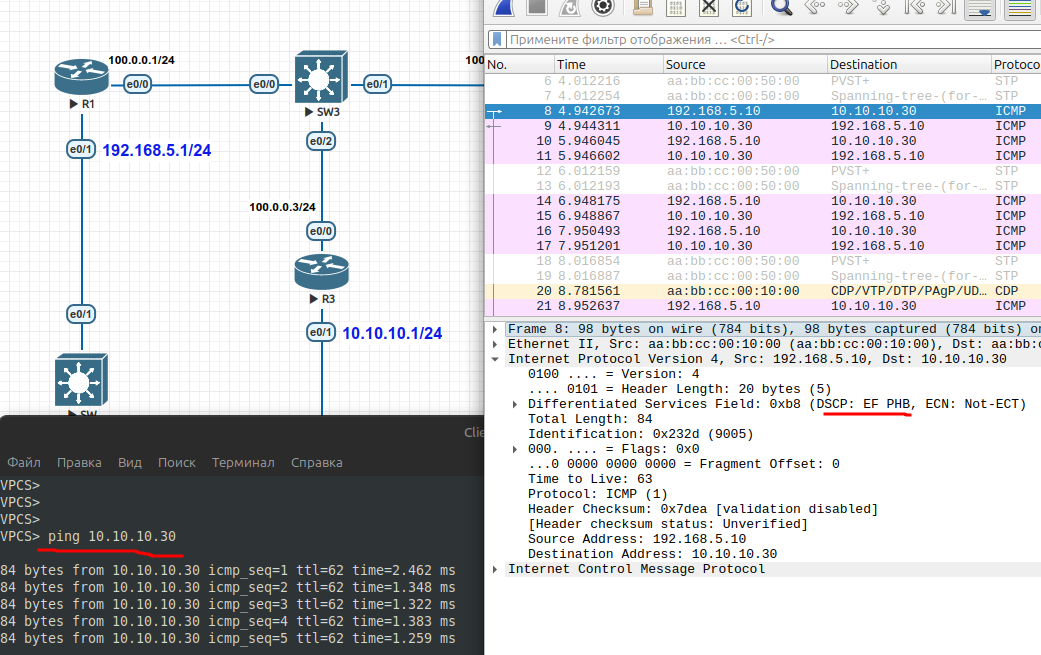 100.0.0.1/24
100
e0/0
e0/0
e0/1
R1
SW3
e0/1
192.168.5.1/24
e0/2
100.0.0.3/24
e0/0
R3
e0/1
e0/1
10.10.10.1/24
SW
Clie
Файл Правка Вид Поиск Терминал Справка
VPCS>
VPCS>
VPCS>
VPCS> ping 10.10.10.30
84 bytes from 10.10.10.30 icmp_seq=1 ttl=62 time=2.462 ms
84 bytes from 10.10.10.30 icmp_seq=2 ttl=62 time=1.348 ms
84 bytes from 10.10.10.30 icmp_seq=3 ttl=62 time=1.322 ms
84 bytes from 10.10.10.30 icmp_seq=4 ttl=62 time=1.383 ms
84 bytes from 10.10.10.30 icmp_seq=5 ttl=62 time=1.259 ms
Примените фильтр отображения … <Ctrl-/>
No. Time Source Destination Protoco
6 4.012216 aa:bb:cc:00:50:00 PVST+ STP
7 4.012254 aa:bb:cc:00:50:00 Spanning-tree-(for-… STP
8 4.942673 192.168.5.10 10.10.10.30 ICMP
9 4.944311 10.10.10.30 192.168.5.10 ICMP
10 5.946045 192.168.5.10 10.10.10.30 ICMP
11 5.946602 10.10.10.30 192.168.5.10 ICMP
12 6.012159 aa:bb:cc:00:50:00 PVST+ STP
13 6.012193 aa:bb:cc:00:50:00 Spanning-tree-(for-… STP
14 6.948175 192.168.5.10 10.10.10.30 ICMP
15 6.948867 10.10.10.30 192.168.5.10 ICMP
16 7.950493 192.168.5.10 10.10.10.30 ICMP
17 7.951201 10.10.10.30 192.168.5.10 ICMP
18 8.016854 aa:bb:cc:00:50:00 PVST+ STP
19 8.016887 aa:bb:cc:00:50:00 Spanning-tree-(for-… STP
20 8.781561 aa:bb:cc:00:10:00 CDP/VTP/DTP/PAgP/UD… CDP
21 8.952637 192.168.5.10 10.10.10.30 ICMP
Frame 8: 98 bytes on wire (784 bits), 98 bytes captured (784 bits) on
Ethernet II, Src: aa:bb:cc:00:10:00 (aa:bb:cc:00:10:00), Dst: aa:bb:c
Internet Protocol Version 4, Src: 192.168.5.10, Dst: 10.10.10.30
0100 .... = Version: 4
.... 0101 = Header Length: 20 bytes (5)
Differentiated Services Field: 0xb8 (DSCP: EF PHB, ECN: Not-ECT)
Total Length: 84
Identification: 0x232d (9005)
000. .... = Flags: 0x0
...0 0000 0000 0000 = Fragment Offset: 0
Time to Live: 63
Protocol: ICMP (1)
Header Checksum: 0x7dea [validation disabled]
[Header checksum status: Unverified]
Source Address: 192.168.5.10
Destination Address: 10.10.10.30
Internet Control Message Protocol